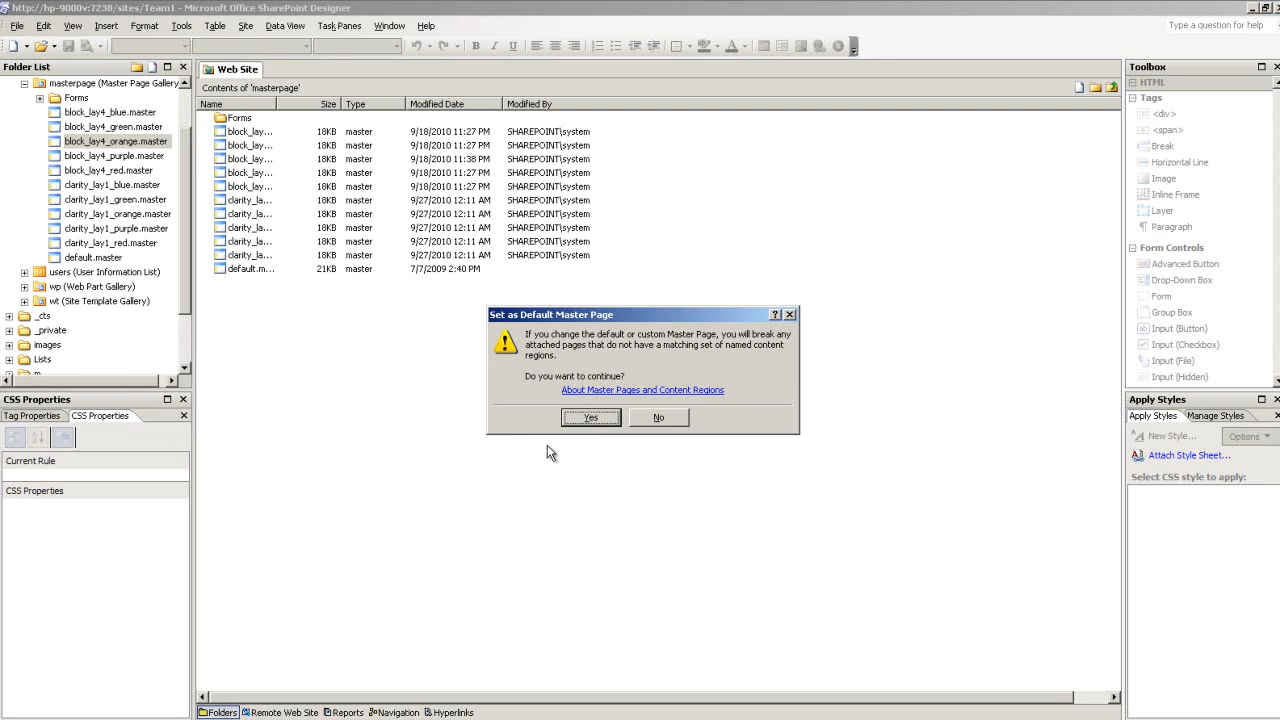 http://hp-9000v:7238/sites/Team1 - Microsoft Office SharePoint Designer
File Edit View Insert Format Tools Table Site Data View Task Panes Window Help
Type a question for help
Folder List
masterpage (Master Page Gallery
Forms
block_lay4_blue.master
block_lay4_green.master
block_lay4_orange.master
block_lay4_purple.master
block_lay4_red.master
clarity_lay1_blue.master
clarity_lay1_green.master
clarity_lay1_orange.master
clarity_lay1_purple.master
clarity_lay1_red.master
default.master
users (User Information List)
wp (Web Part Gallery)
wt (Site Template Gallery)
_cts
_private
images
Lists
CSS Properties
Tag Properties CSS Properties
Current Rule
CSS Properties
Web Site
Contents of 'masterpage'
Name Size Type Modified Date Modified By
Forms
block_lay... 18KB master 9/18/2010 11:27 PM SHAREPOINT\system
block_lay... 18KB master 9/18/2010 11:27 PM SHAREPOINT\system
block_lay... 18KB master 9/18/2010 11:36 PM SHAREPOINT\system
block_lay... 18KB master 9/18/2010 11:27 PM SHAREPOINT\system
block_lay... 18KB master 9/18/2010 11:37 PM SHAREPOINT\system
clarity_la... 18KB master 9/27/2010 12:11 AM SHAREPOINT\system
clarity_la... 18KB master 9/27/2010 12:11 AM SHAREPOINT\system
clarity_la... 18KB master 9/27/2010 12:11 AM SHAREPOINT\system
clarity_la... 18KB master 9/27/2010 12:11 AM SHAREPOINT\system
clarity_la... 18KB master 9/27/2010 12:11 AM SHAREPOINT\system
default.m... 21KB master 2:40 PM
Set as Default Master Page
If you change the default or custom Master Page, you will break any
attached pages that do not have a matching set of named content
regions.
Do you want to continue?
About Master Pages and Content Regions
Yes No
Folders Remote Web Site Reports Navigation Hyperlinks
Toolbox
HTML
Tags
<div>
<span>
Break
Horizontal Line
Image
Inline Frame
Layer
Paragraph
Form Controls
Advanced Button
Drop-Down Box
Form
Group Box
Input (Button)
Input (Checkbox)
Input (File)
Input (Hidden)
Apply Styles
Apply Styles Manage Styles
New Style... Options
Attach Style Sheet...
Select CSS style to apply: